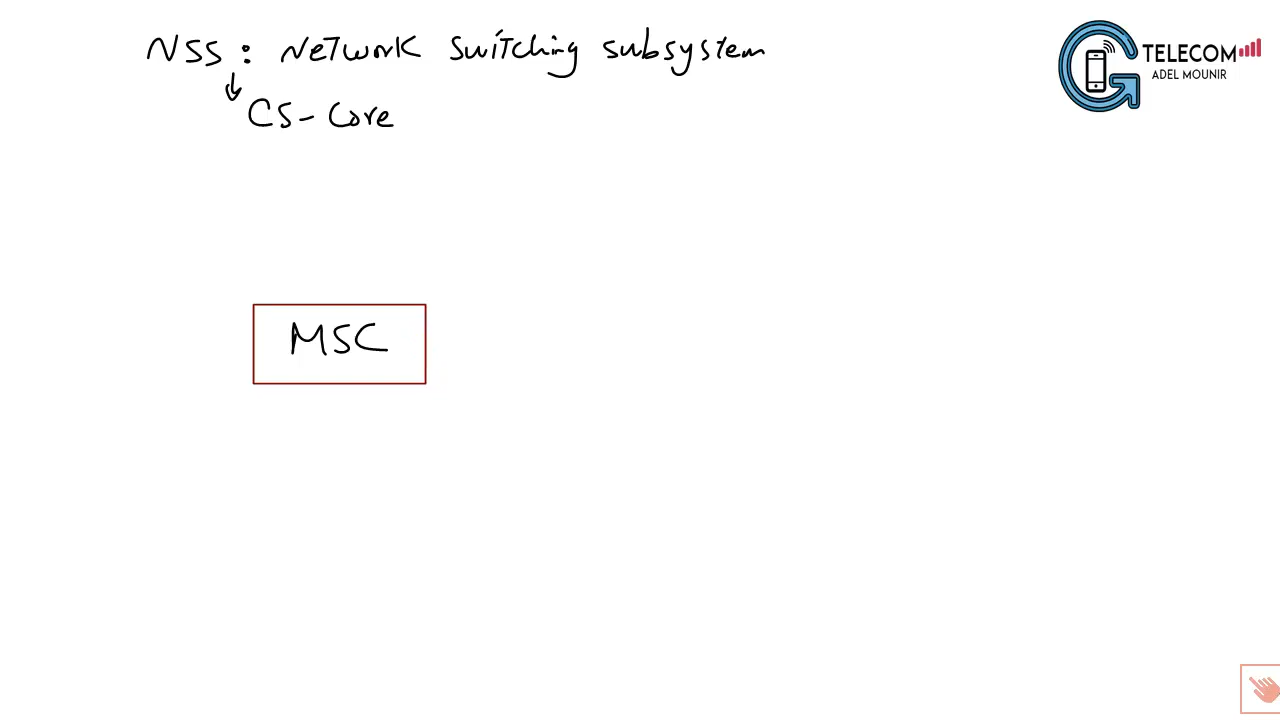 NSS : Network Switching subsystem
CS-Core
MSC
G TELECOM
ADEL MOUNIR